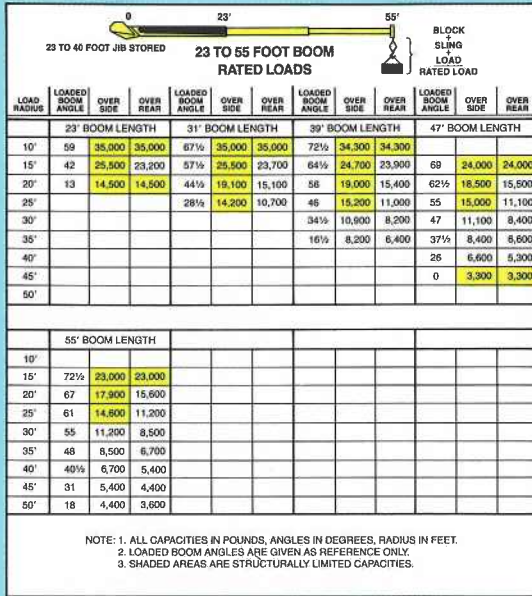 0 23' 55'
23 TO 40 FOOT JIB STORED
23 TO 55 FOOT BOOM
RATED LOADS
BLOCK
+
SLING
+
LOAD
RATED LOAD
LOAD RADIUS LOADED BOOM ANGLE OVER SIDE OVER REAR LOADED BOOM ANGLE OVER SIDE OVER REAR LOADED BOOM ANGLE OVER SIDE OVER REAR LOADED BOOM ANGLE OVER SIDE OVER REAR
23' BOOM LENGTH 31' BOOM LENGTH 39' BOOM LENGTH 47' BOOM LENGTH
10' 59 35,000 35,000 67½ 35,000 35,000 72½ 34,300 34,300
15' 42 25,500 23,200 57½ 25,500 23,700 64½ 24,700 23,900 69 24,000 24,000
20' 13 14,500 14,500 44½ 19,100 15,100 56 19,000 15,400 62½ 18,500 15,500
25' 28½ 14,200 10,700 46 15,200 11,000 55 15,000 11,100
30' 34½ 10,900 8,200 47 11,100 8,400
35' 16½ 8,200 6,400 37½ 8,400 6,600
40' 26 6,600 5,300
45' 0 3,300 3,300
50'
55' BOOM LENGTH
10'
15' 72½ 23,000 23,000
20' 67 17,900 15,600
25' 61 14,600 11,200
30' 55 11,200 8,500
35' 48 8,500 6,700
40' 40½ 6,700 5,400
45' 31 5,400 4,400
50' 18 4,400 3,600
NOTE: 1. ALL CAPACITIES IN POUNDS, ANGLES IN DEGREES, RADIUS IN FEET.
2. LOADED BOOM ANGLES ARE GIVEN AS REFERENCE ONLY.
3. SHADED AREAS ARE STRUCTURALLY LIMITED CAPACITIES.